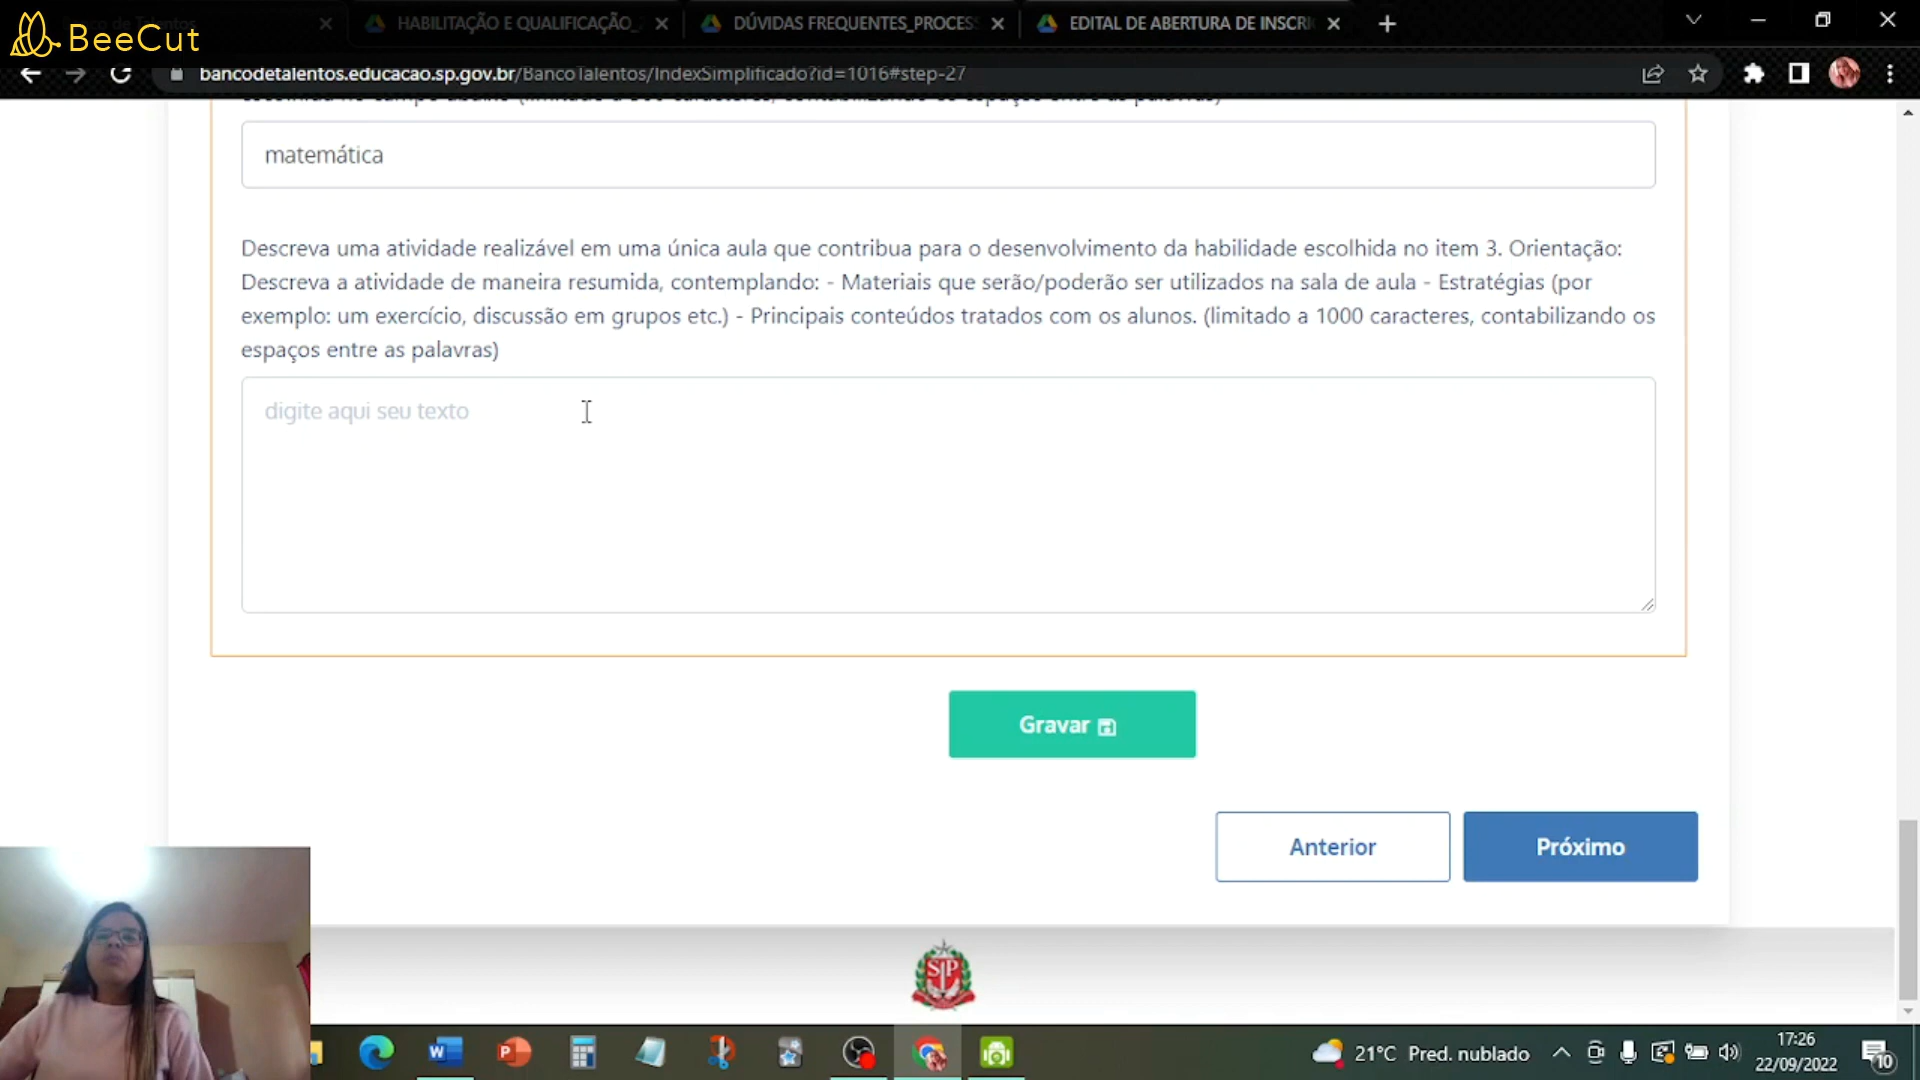 BeeCut
HABILITAÇÃO E QUALIFICAÇÃO_
DÚVIDAS FREQUENTES_PROCES
EDITAL DE ABERTURA DE INSCRI
bancodetalentos.educacao.sp.gov.br/BancoTalentos/IndexSimplificado?id=1016#step-27
matemática
Descreva uma atividade realizável em uma única aula que contribua para o desenvolvimento da habilidade escolhida no item 3. Orientação:
Descreva a atividade de maneira resumida, contemplando: - Materiais que serão/poderão ser utilizados na sala de aula - Estratégias (por
exemplo: um exercício, discussão em grupos etc.) - Principais conteúdos tratados com os alunos. (limitado a 1000 caracteres, contabilizando os
espaços entre as palavras)
digite aqui seu texto
Gravar
Anterior
Próximo
SP
21°C Pred. nublado
17:26
22/09/2022
10